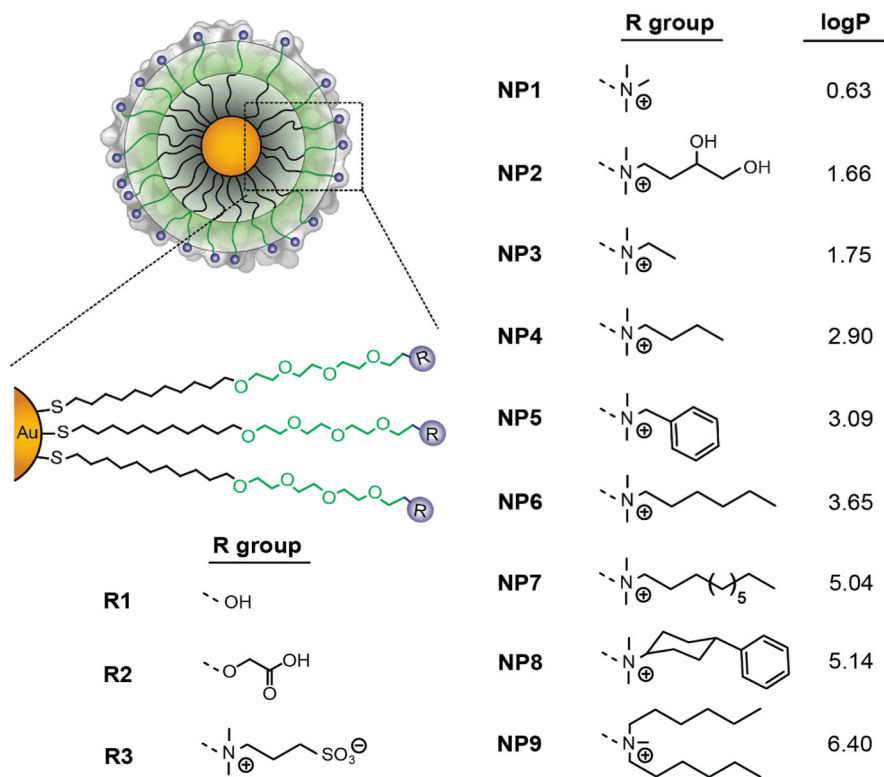 R group logP
NP1 N ⊕ 0.63
NP2 N ⊕ OH OH 1.66
NP3 N ⊕ 1.75
NP4 N ⊕ 2.90
NP5 N ⊕ 3.09
NP6 N ⊕ 3.65
NP7 N ⊕ 5 5.04
NP8 N ⊕ 5.14
NP9 N ⊕ 6.40
Au
S O O O O R
S O O O O R
S O O O O R
R group
R1 OH
R2 O OH O
R3 N ⊕ SO3 ⊖